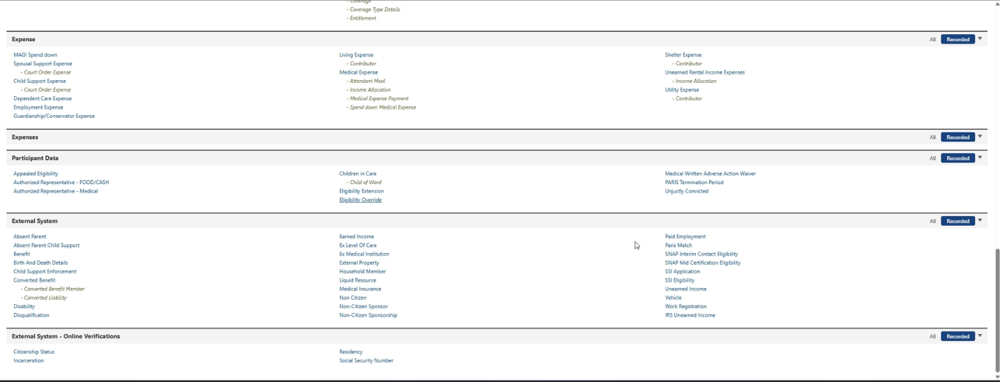 - Coverage
- Coverage Type Details
- Entitlement
Expense
All Recorded
MAGI Spend down
Spousal Support Expense
- Court Order Expense
Child Support Expense
- Court Order Expense
Dependent Care Expense
Employment Expense
Guardianship/Conservator Expense
Living Expense
- Contributor
Medical Expense
- Attendant Meal
- Income Allocation
- Medical Expense Payment
- Spend down Medical Expense
Shelter Expense
- Contributor
Unearned Rental Income Expenses
- Income Allocation
Utility Expense
- Contributor
Expenses
All Recorded
Participant Data
All Recorded
Appealed Eligibility
Authorized Representative - FOOD/CASH
Authorized Representative - Medical
Children in Care
- Child of Ward
Eligibility Extension
Eligibility Override
Medical Written Adverse Action Waiver
PARIS Termination Period
Unjustly Convicted
External System
All Recorded
Absent Parent
Absent Parent Child Support
Benefit
Birth And Death Details
Child Support Enforcement
Converted Benefit
- Converted Benefit Member
- Converted Liability
Disability
Disqualification
Earned Income
Ex Level Of Care
Ex Medical Institution
External Property
Household Member
Liquid Resource
Medical Insurance
Non Citizen
Non-Citizen Sponsor
Non-Citizen Sponsorship
Paid Employment
Paris Match
SNAP Interim Contact Eligibility
SNAP Mid Certification Eligibility
SSI Application
SSI Eligibility
Unearned Income
Vehicle
Work Registration
IRS Unearned Income
External System - Online Verifications
All Recorded
Citizenship Status
Incarceration
Residency
Social Security Number